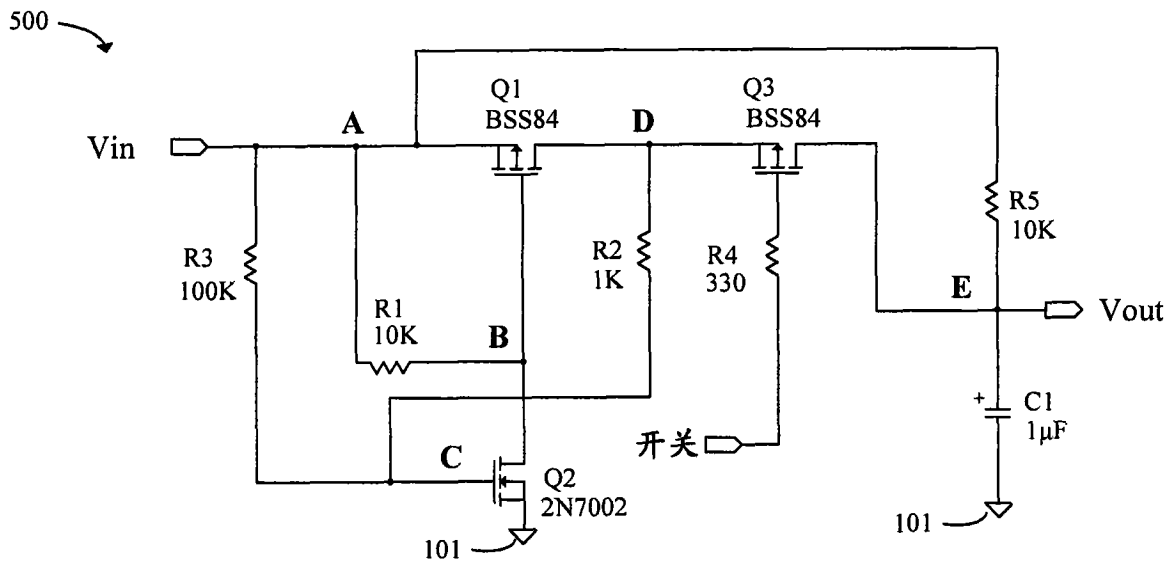 500
Q1
BSS84
Q3
BSS84
A
D
Vin
R3
100K
R2
1K
R4
330
R5
10K
R1
10K
B
E
Vout
C1
+
1µF
开关
C
Q2
2N7002
101
101